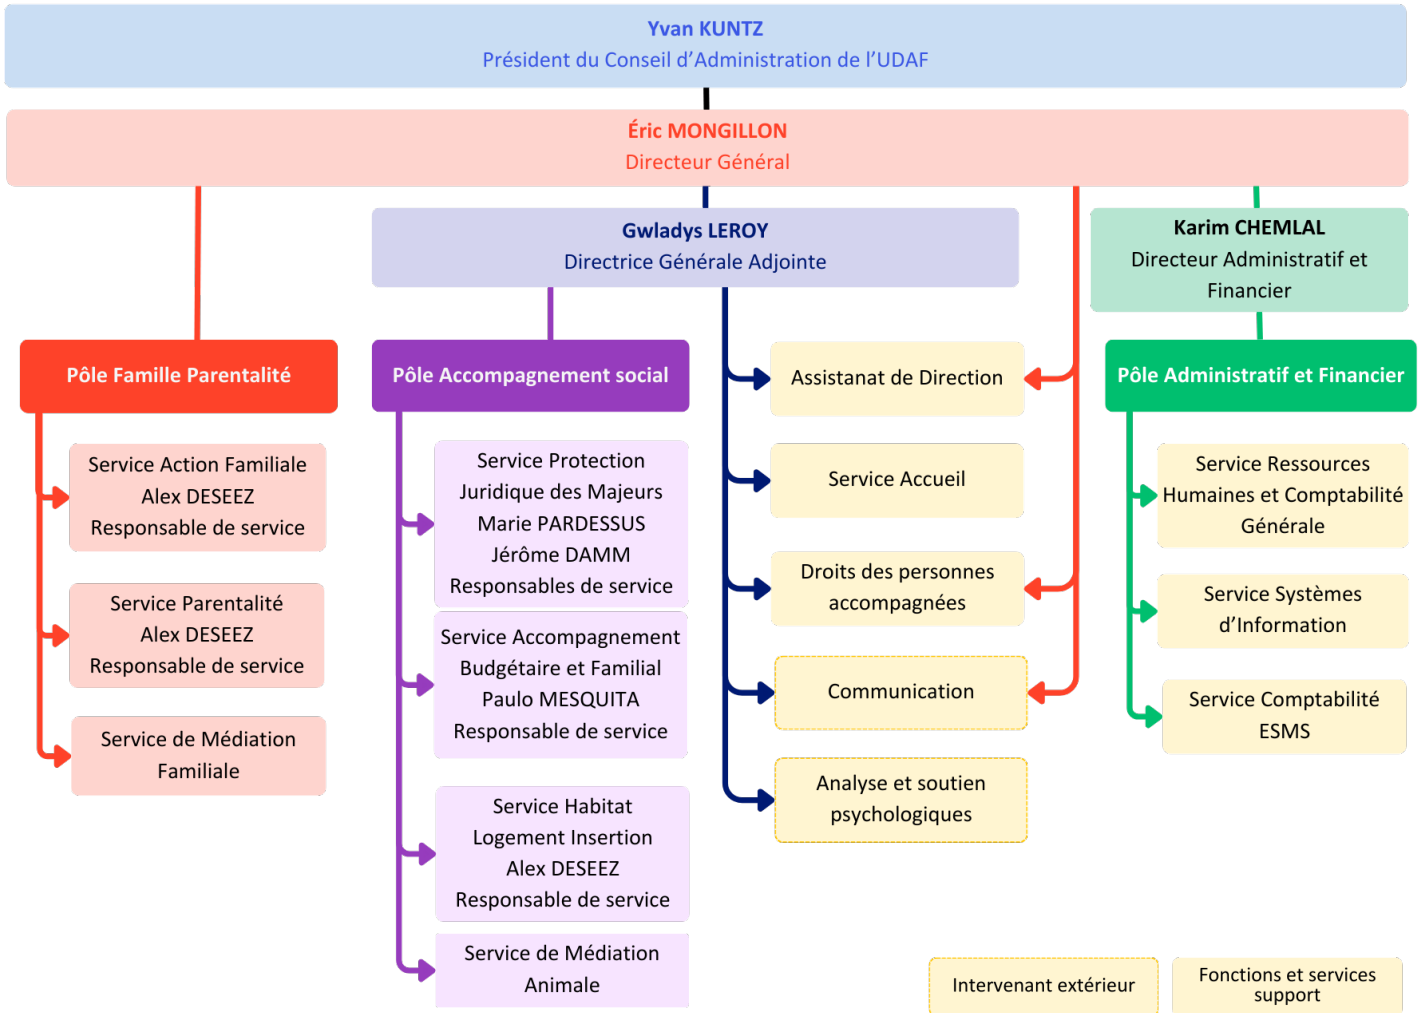 Yvan KUNTZ
Président du Conseil d’Administration de l’UDAF
Éric MONGILLON
Directeur Général
Gwladys LEROY
Directrice Générale Adjointe
Karim CHEMLAL
Directeur Administratif et
Financier
Pôle Famille Parentalité
Service Action Familiale
Alex DESEEZ
Responsable de service
Service Parentalité
Alex DESEEZ
Responsable de service
Service de Médiation
Familiale
Pôle Accompagnement social
Service Protection
Juridique des Majeurs
Marie PARDESSUS
Jérôme DAMM
Responsables de service
Service Accompagnement
Budgétaire et Familial
Paulo MESQUITA
Responsable de service
Service Habitat
Logement Insertion
Alex DESEEZ
Responsable de service
Service de Médiation
Animale
Assistanat de Direction
Service Accueil
Droits des personnes
accompagnées
Communication
Analyse et soutien
psychologiques
Pôle Administratif et Financier
Service Ressources
Humaines et Comptabilité
Générale
Service Systèmes
d’Information
Service Comptabilité
ESMS
Intervenant extérieur
Fonctions et services
support